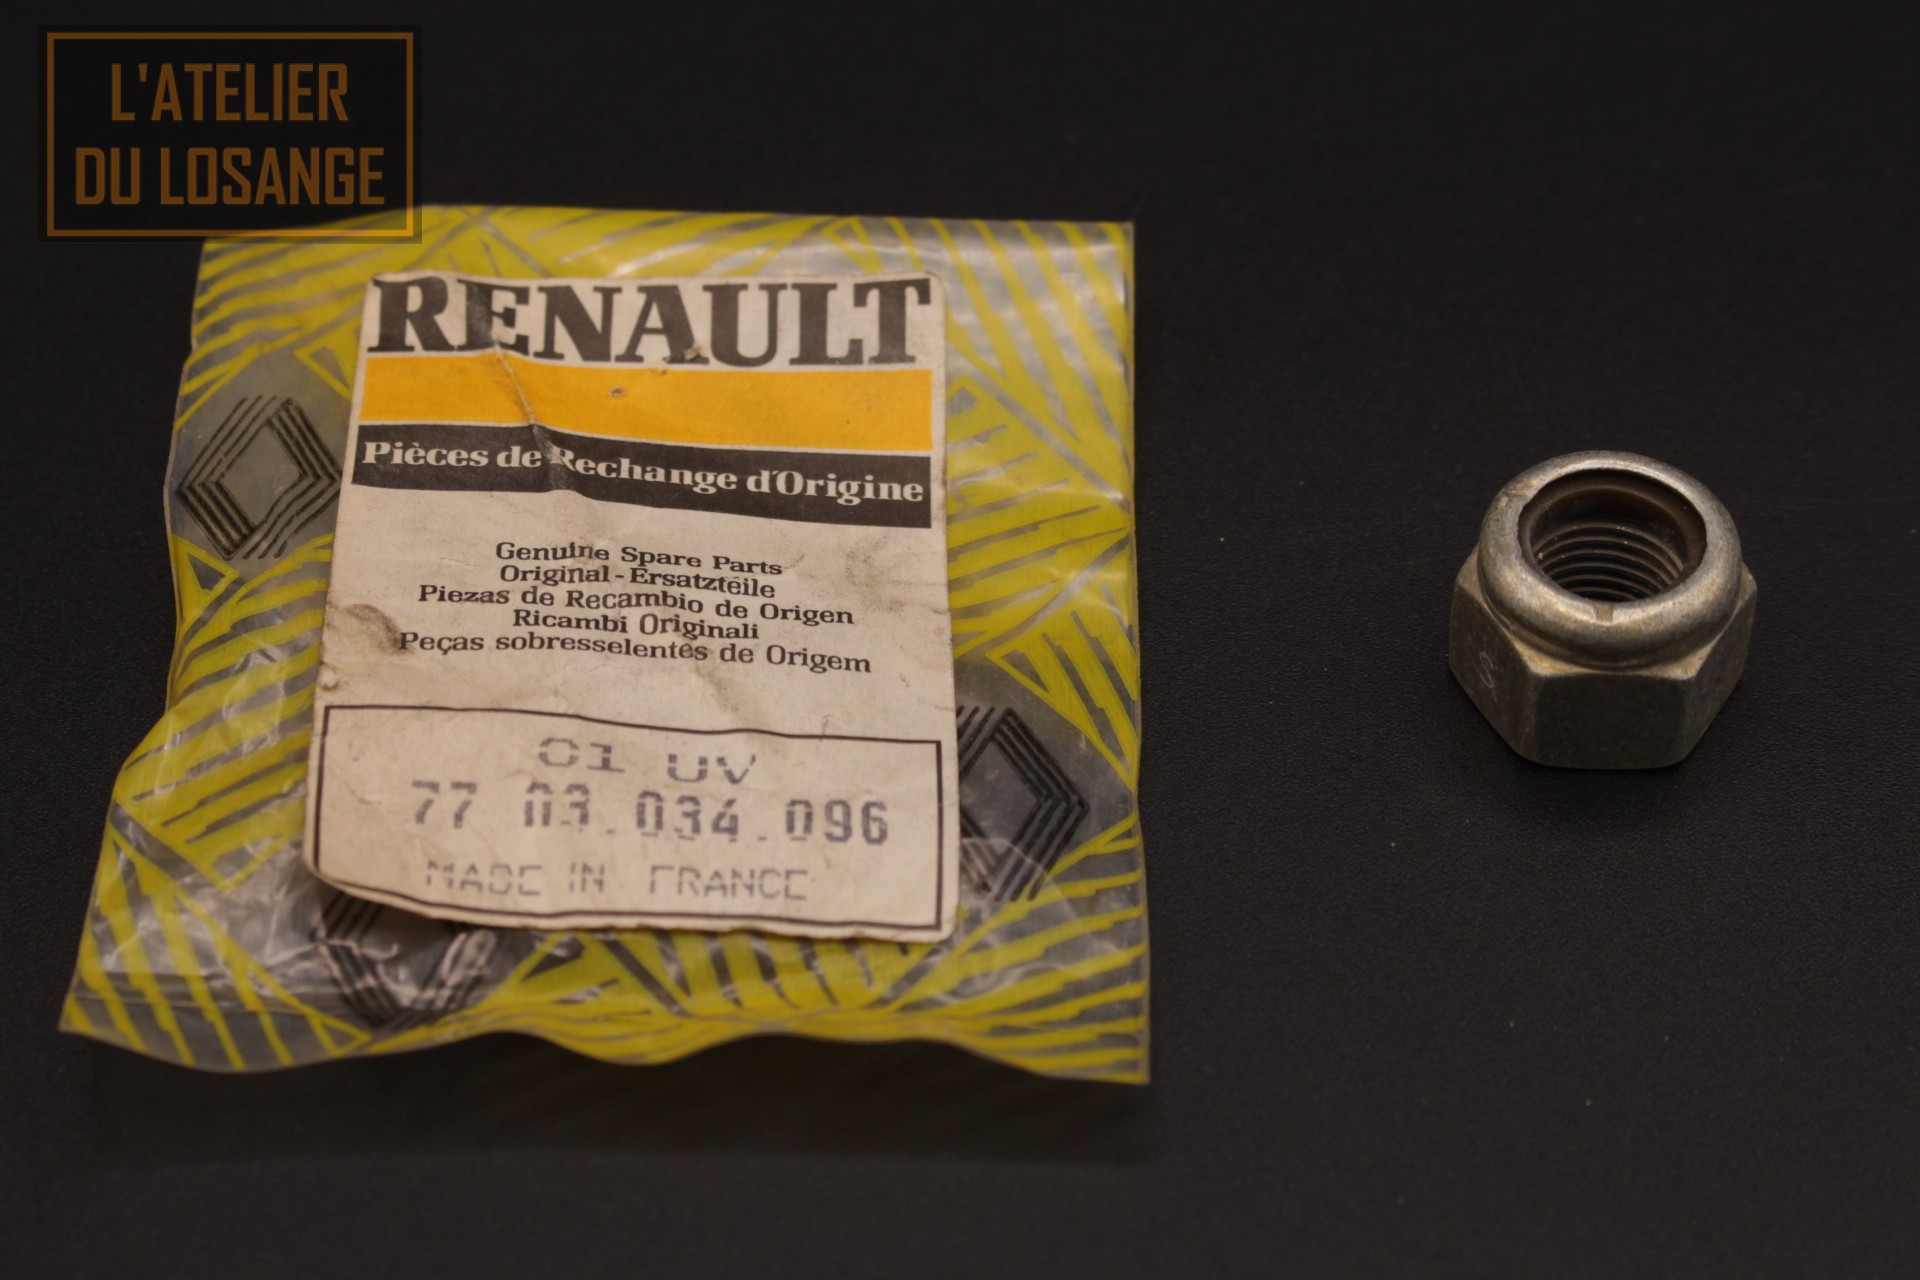 L'ATELIER
DU LOSANGE
RENAULT
Pièces de Rechange d'Origine
Genuine Spare Parts
Original-Ersatztéile
Piezas de Recambio de Origen
Ricambi Originali
Peças sobresselentes de Origem
01 UV
77 03.034.096
MADE IN FRANCE
S